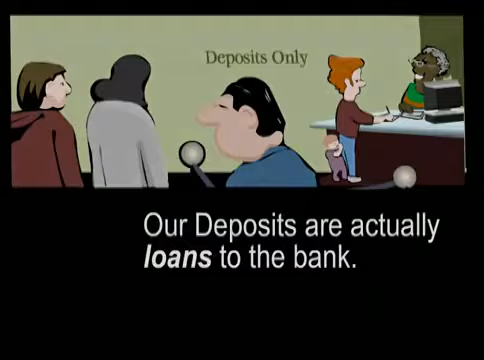 Deposits Only
Our Deposits are actually
loans to the bank.